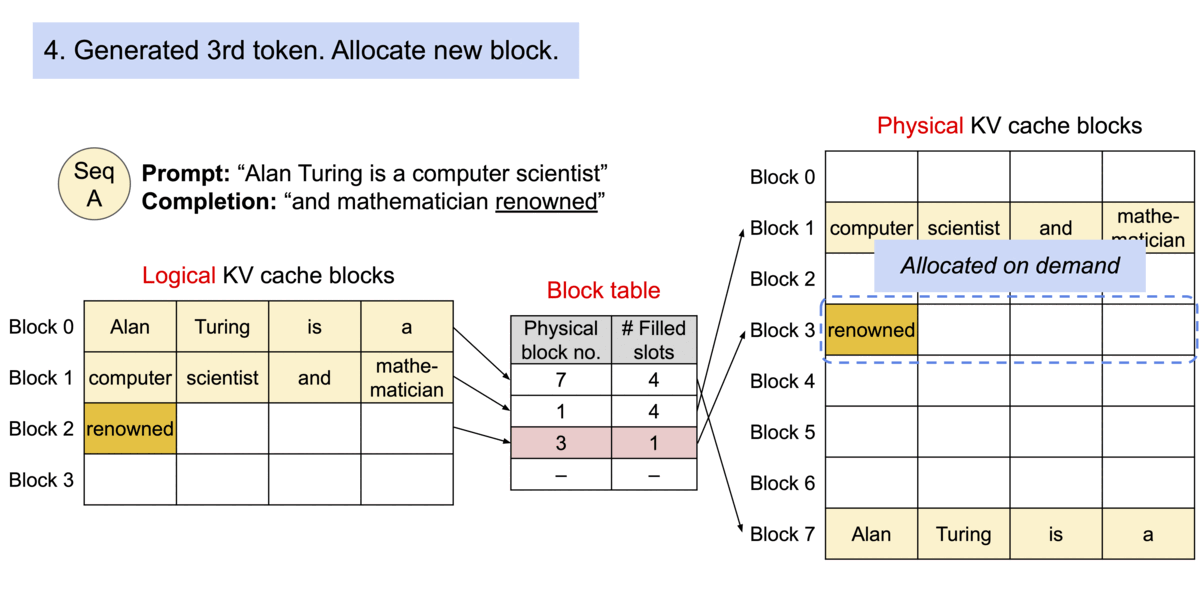 4. Generated 3rd token. Allocate new block.
Seq
A
Prompt: “Alan Turing is a computer scientist”
Completion: “and mathematician renowned”
Logical KV cache blocks
Block 0 Alan Turing is a
Block 1 computer scientist and mathe-
matician
Block 2 renowned
Block 3
Block table
Physical # Filled
block no. slots
7 4
1 4
3 1
– –
Physical KV cache blocks
Block 0
Block 1 computer scientist and mathe-
matician
Block 2
Allocated on demand
Block 3 renowned
Block 4
Block 5
Block 6
Block 7 Alan Turing is a